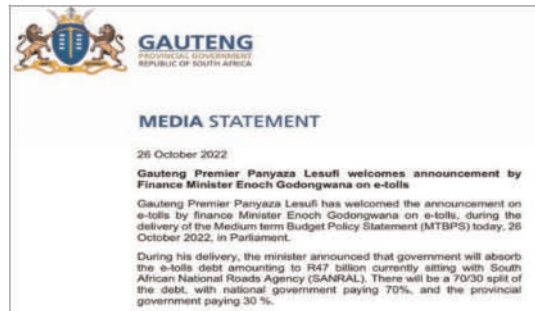 GAUTENG
PROVINCIAL GOVERNMENT
REPUBLIC OF SOUTH AFRICA
MEDIA STATEMENT
26 October 2022
Gauteng Premier Panyaza Lesufi welcomes announcement by
Finance Minister Enoch Godongwana on e-tolls
Gauteng Premier Panyaza Lesufi has welcomed the announcement on
e-tolls by finance Minister Enoch Godongwana on e-tolls, during the
delivery of the Medium term Budget Policy Statement (MTBPS) today, 26
October 2022, in Parliament.
During his delivery, the minister announced that government will absorb
the e-tolls debt amounting to R47 billion currently sitting with South
African National Roads Agency (SANRAL). There will be a 70/30 split of
the debt, with national government paying 70%, and the provincial
government paying 30 %.